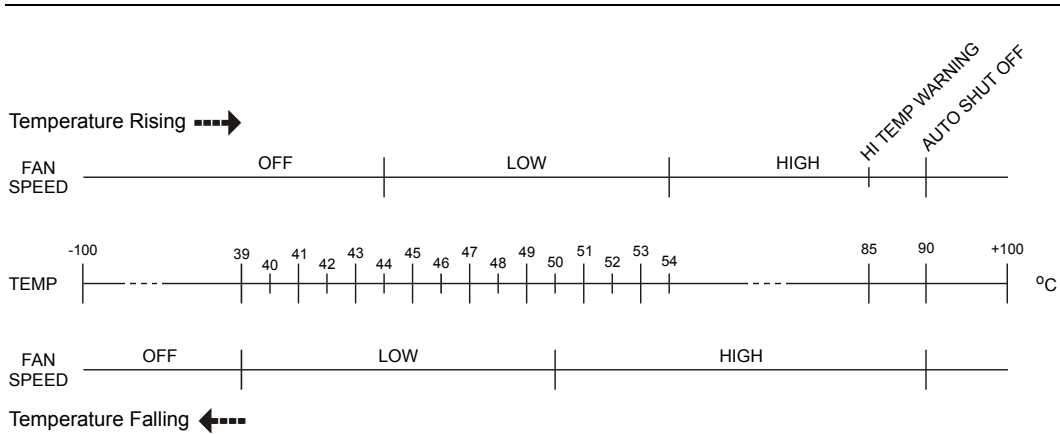 HI TEMP WARNING
AUTO SHUT OFF
Temperature Rising
FAN SPEED OFF LOW HIGH
-100 39 40 41 42 43 44 45 46 47 48 49 50 51 52 53 54 85 90 +100
TEMP ºC
FAN SPEED OFF LOW HIGH
Temperature Falling